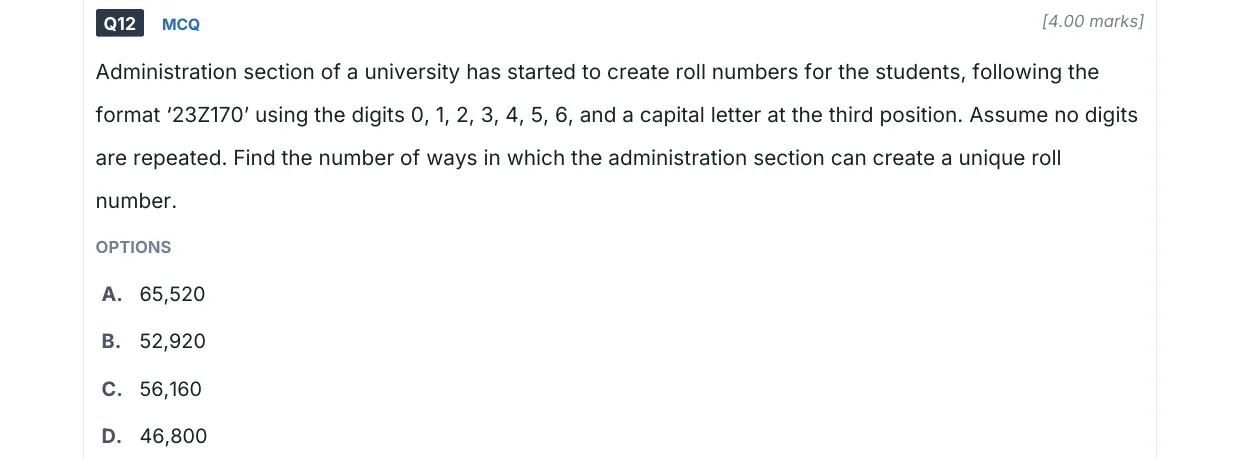 Q12 MCQ [4.00 marks]
Administration section of a university has started to create roll numbers for the students, following the
format ‘23Z170’ using the digits 0, 1, 2, 3, 4, 5, 6, and a capital letter at the third position. Assume no digits
are repeated. Find the number of ways in which the administration section can create a unique roll
number.
OPTIONS
A. 65,520
B. 52,920
C. 56,160
D. 46,800